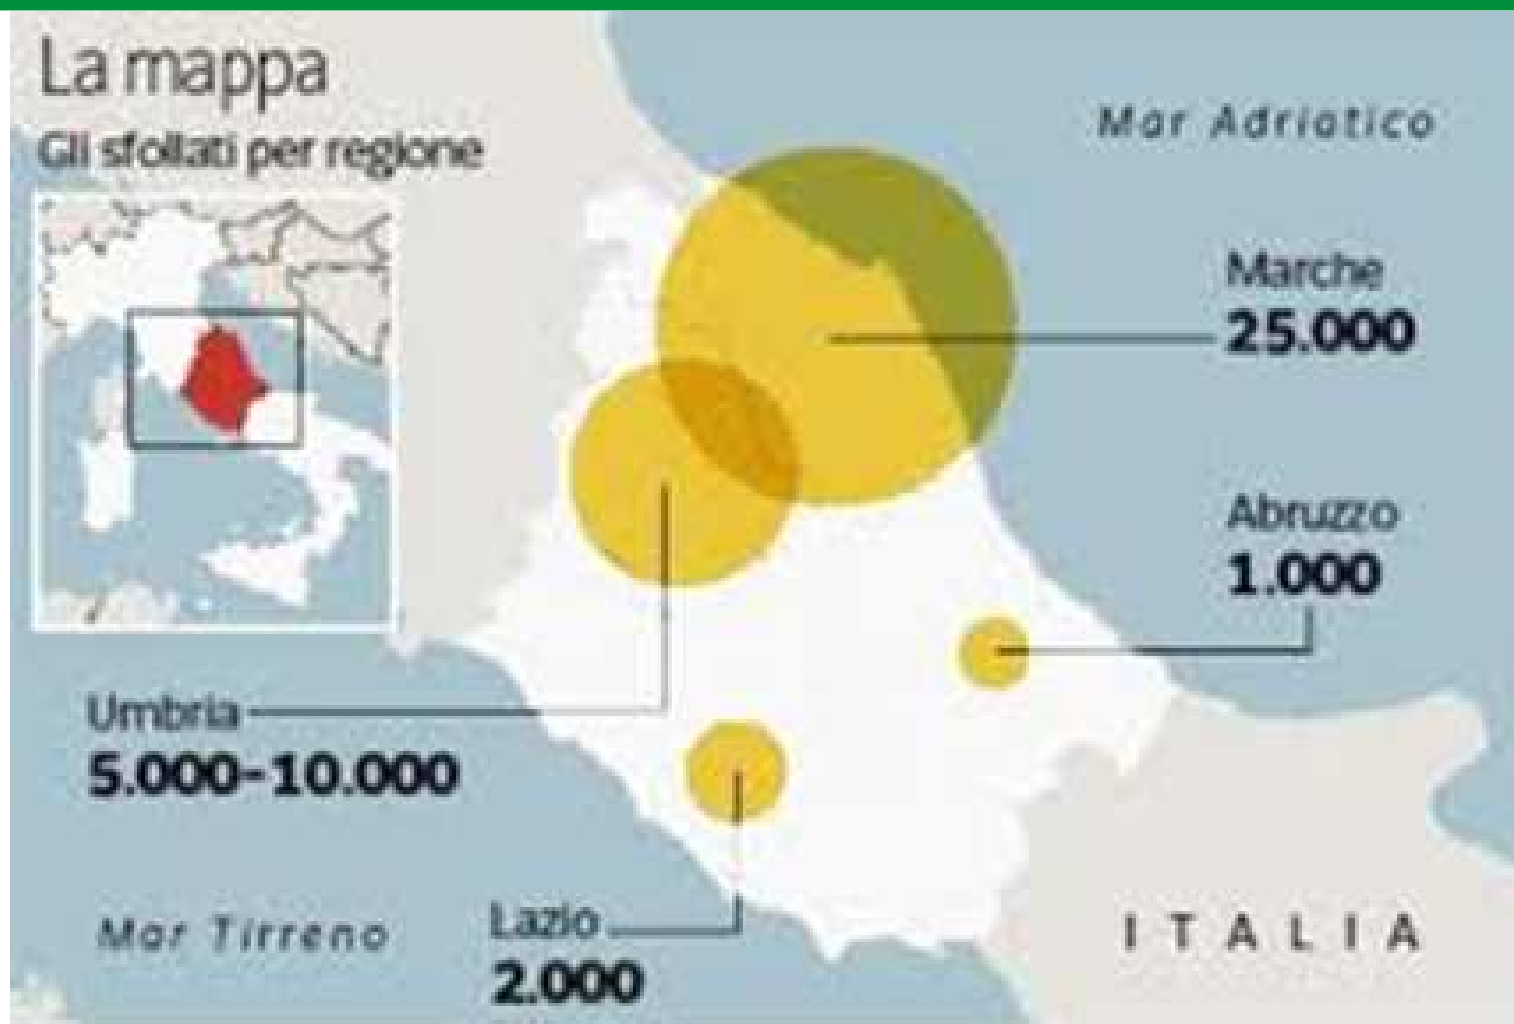 La mappa
Gli sfollati per regione
Mar Adriatico
Marche
25.000
Abruzzo
1.000
Umbria
5.000-10.000
Mar Tirreno
Lazio
2.000
ITALIA